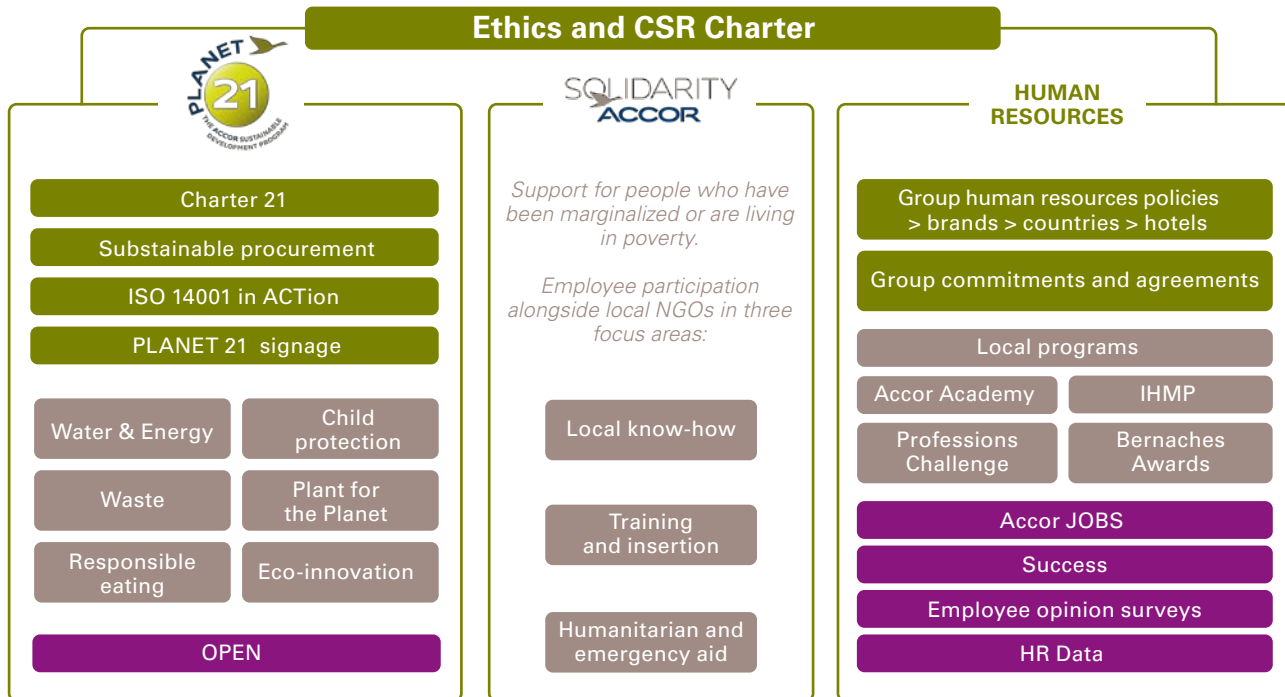 Ethics and CSR Charter
PLANET
21
THE ACCOR SUSTAINABLE
DEVELOPMENT PROGRAM
Charter 21
Substainable procurement
ISO 14001 in ACTion
PLANET 21 signage
Water & Energy
Child
protection
Waste
Plant for
the Planet
Responsible
eating
Eco-innovation
OPEN
SOLIDARITY
ACCOR
Support for people who have
been marginalized or are living
in poverty.
Employee participation
alongside local NGOs in three
focus areas:
Local know-how
Training
and insertion
Humanitarian and
emergency aid
HUMAN
RESOURCES
Group human resources policies
> brands > countries > hotels
Group commitments and agreements
Local programs
Accor Academy
IHMP
Professions
Challenge
Bernaches
Awards
Accor JOBS
Success
Employee opinion surveys
HR Data